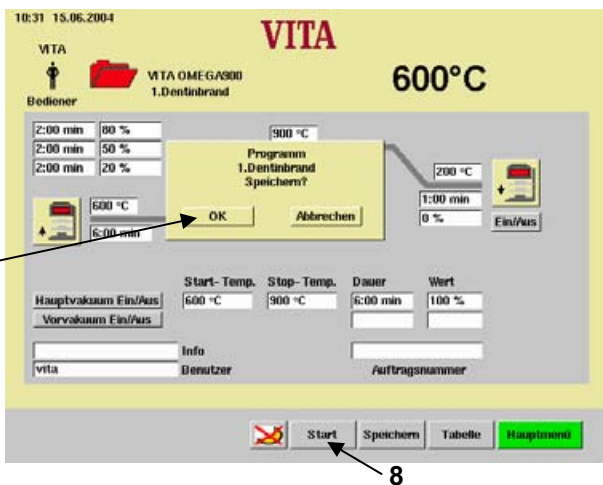 10:31 15.06.2004
VITA
VITA
Bediener
VITA OMEGA900
1.Dentinbrand
600°C
2:00 min 80 %
2:00 min 50 %
2:00 min 20 %
900 °C
Programm
1.Dentinbrand
Speichern?
OK Abbrechen
600 °C
6:00 min
200 °C
1:00 min
0 %
Ein/Aus
Start-Temp. Stop-Temp. Dauer Wert
Hauptvakuum Ein/Aus 600 °C 900 °C 6:00 min 100 %
Vorvakuum Ein/Aus
Info
vita Benutzer Auftragsnummer
Start Speichern Tabelle Hauptmenü
8